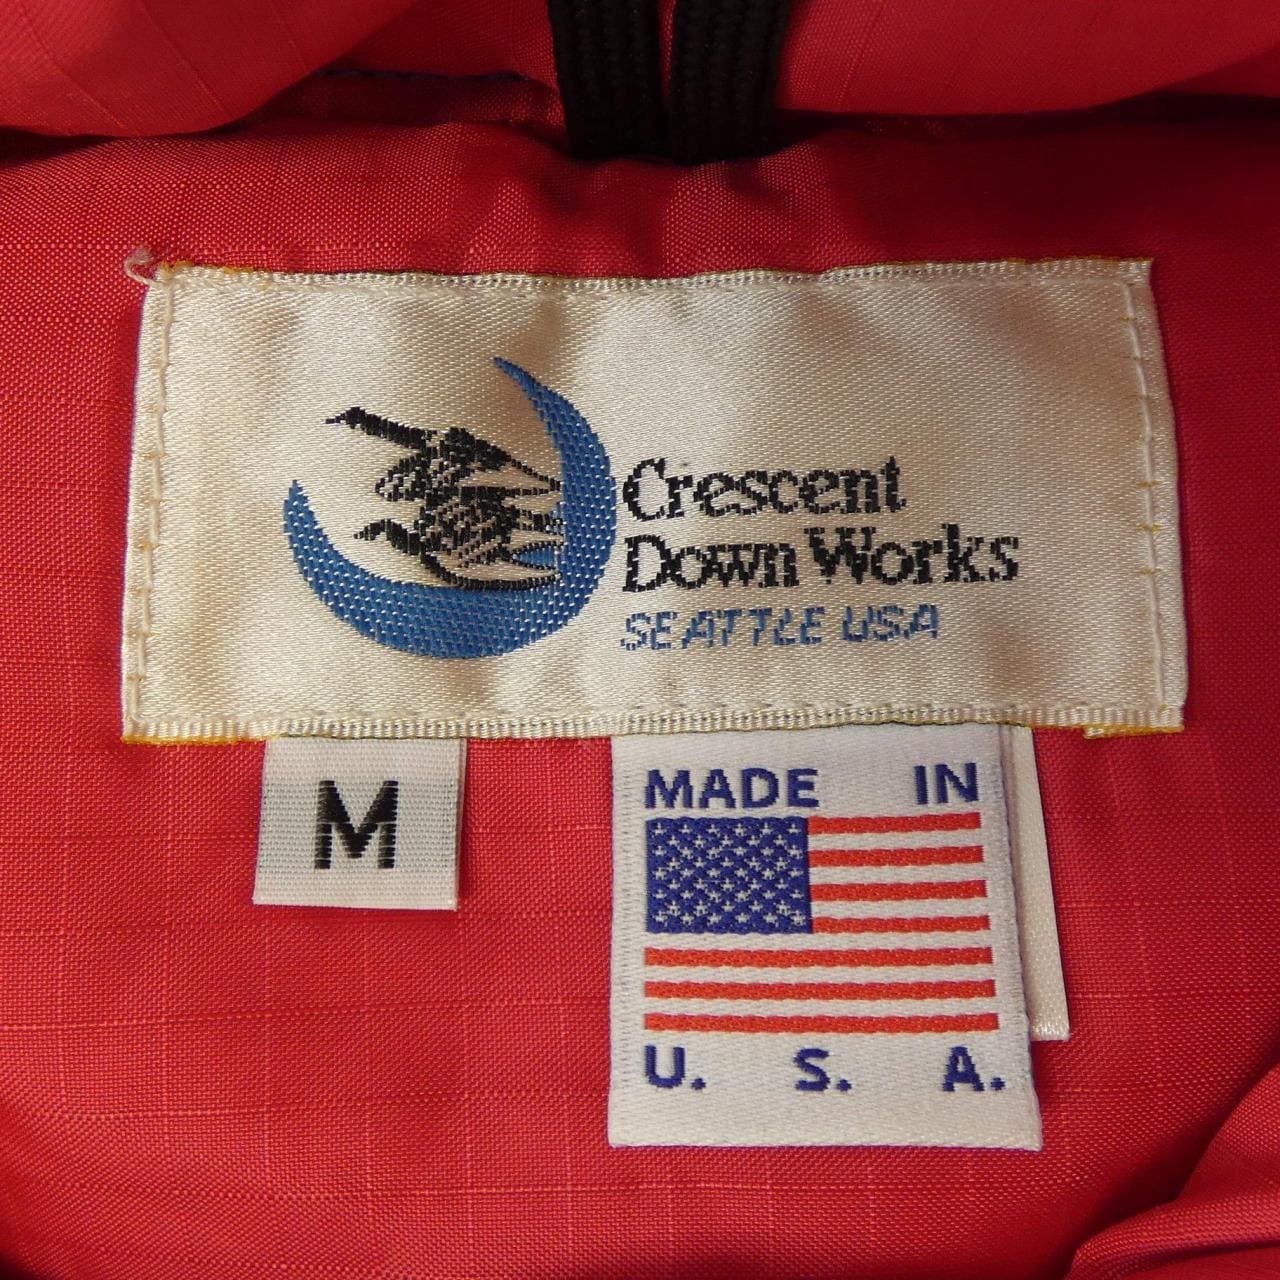 Crescent
Down Works
SEATTLE USA
M
MADE IN
U. S. A.